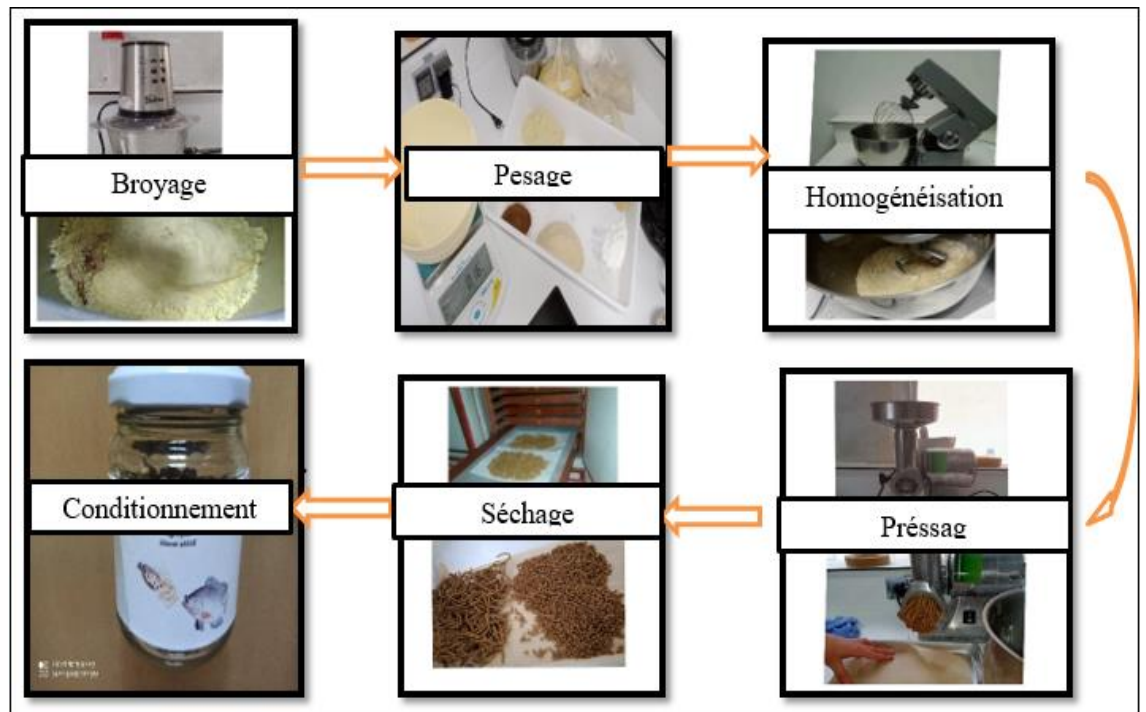 Broyage
Pesage
Homogénéisation
Préssag
Séchage
Conditionnement